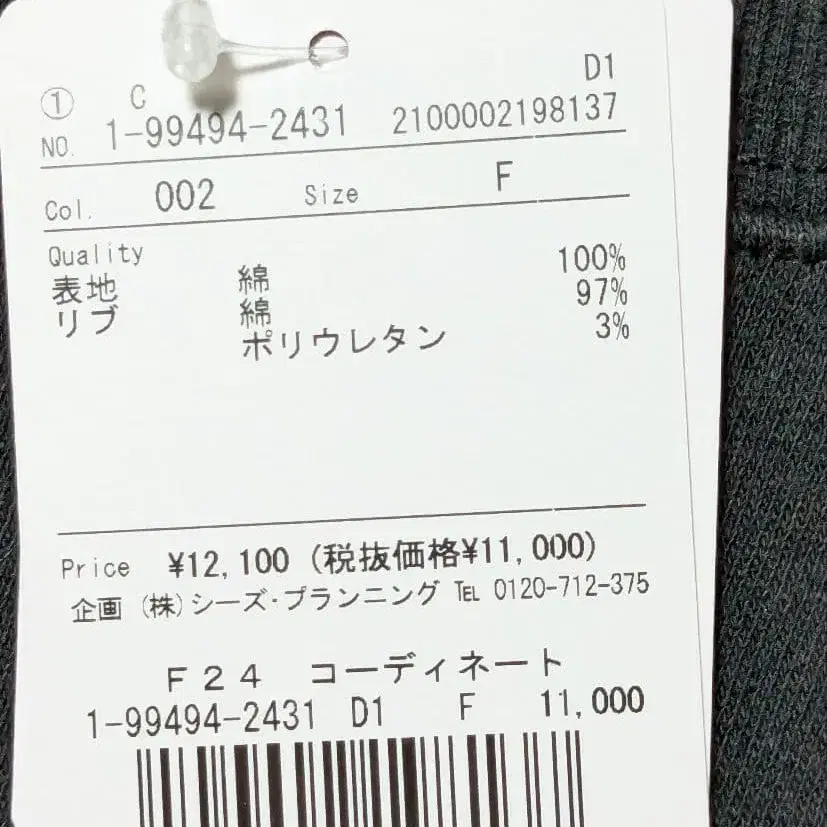 ① C D1
NO. 1-99494-2431 2100002198137
Col. 002 Size F
Quality
表地 綿 100%
リブ 綿 97%
ポリウレタン 3%
Price ¥12,100 (税抜価格¥11,000)
企画 (株)シーズ・プランニング ℡ 0120-712-375
F24 コーディネート
1-99494-2431 D1 F 11,000